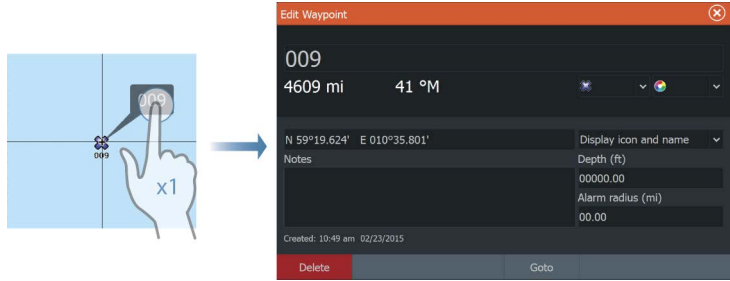 009
009
x1
Edit Waypoint
009
4609 mi 41 °M
N 59°19.624' E 010°35.801' Display icon and name
Notes Depth (ft)
00000.00
Alarm radius (mi)
00.00
Created: 10:49 am 02/23/2015
Delete Goto